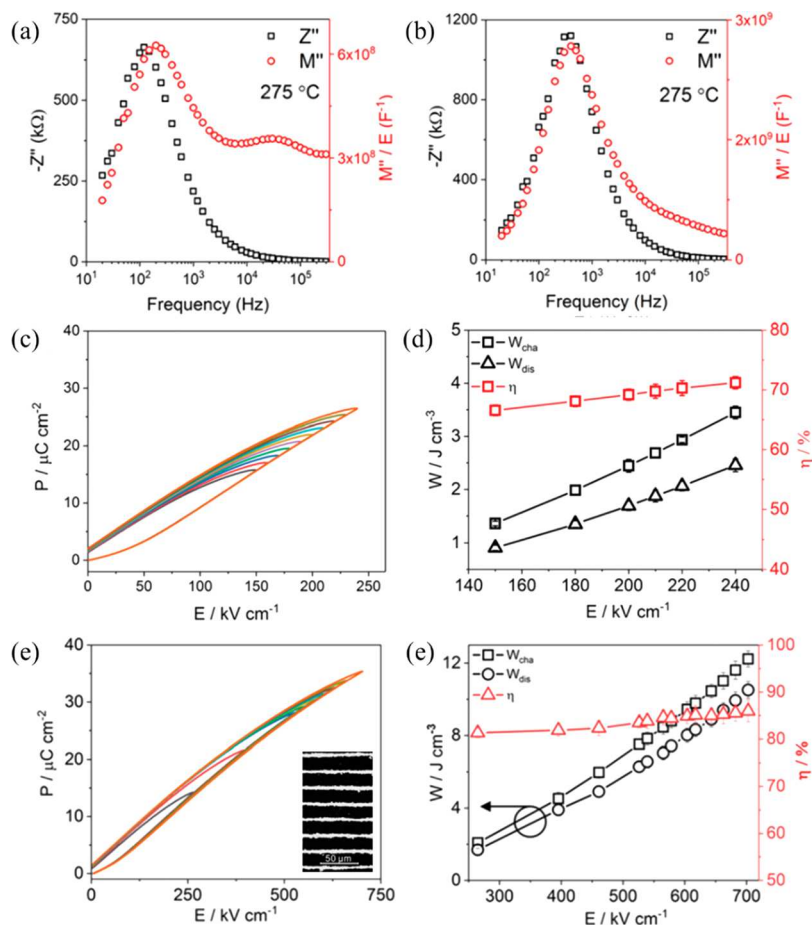 (a)
750
500
250
0
-Z'' (kΩ)
Z''
M''
275 °C
6x10⁸
3x10⁸
0
M'' / E (F⁻¹)
10¹ 10² 10³ 10⁴ 10⁵
Frequency (Hz)
(b)
1200
900
600
300
0
-Z'' (kΩ)
Z''
M''
275 °C
3x10⁹
2x10⁹
0
M'' / E (F⁻¹)
10¹ 10² 10³ 10⁴ 10⁵
Frequency (Hz)
(c)
40
30
20
10
0
P / μC cm⁻²
0 50 100 150 200 250
E / kV cm⁻¹
(d)
5
4
3
2
1
W / J cm⁻³
W_cha
W_dis
η
80
70
60
50
40
η / %
140 160 180 200 220 240
E / kV cm⁻¹
(e)
40
30
20
10
0
P / μC cm⁻²
50 μm
0 250 500 750
E / kV cm⁻¹
(e)
12
8
4
0
W / J cm⁻³
W_cha
W_dis
η
100
90
80
70
60
50
η / %
300 400 500 600 700
E / kV cm⁻¹